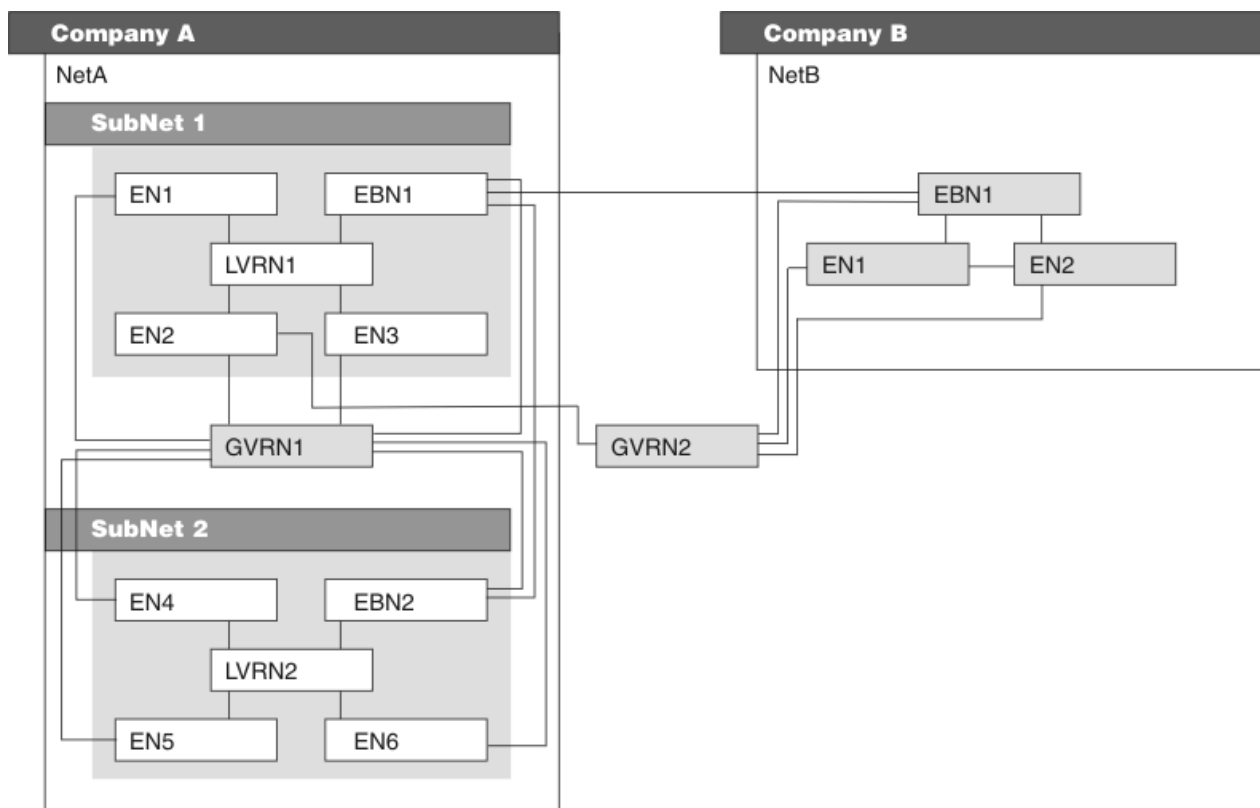 Company A
Company B
NetA
NetB
SubNet 1
EN1
EBN1
EBN1
LVRN1
EN1
EN2
EN2
EN3
GVRN1
GVRN2
SubNet 2
EN4
EBN2
LVRN2
EN5
EN6